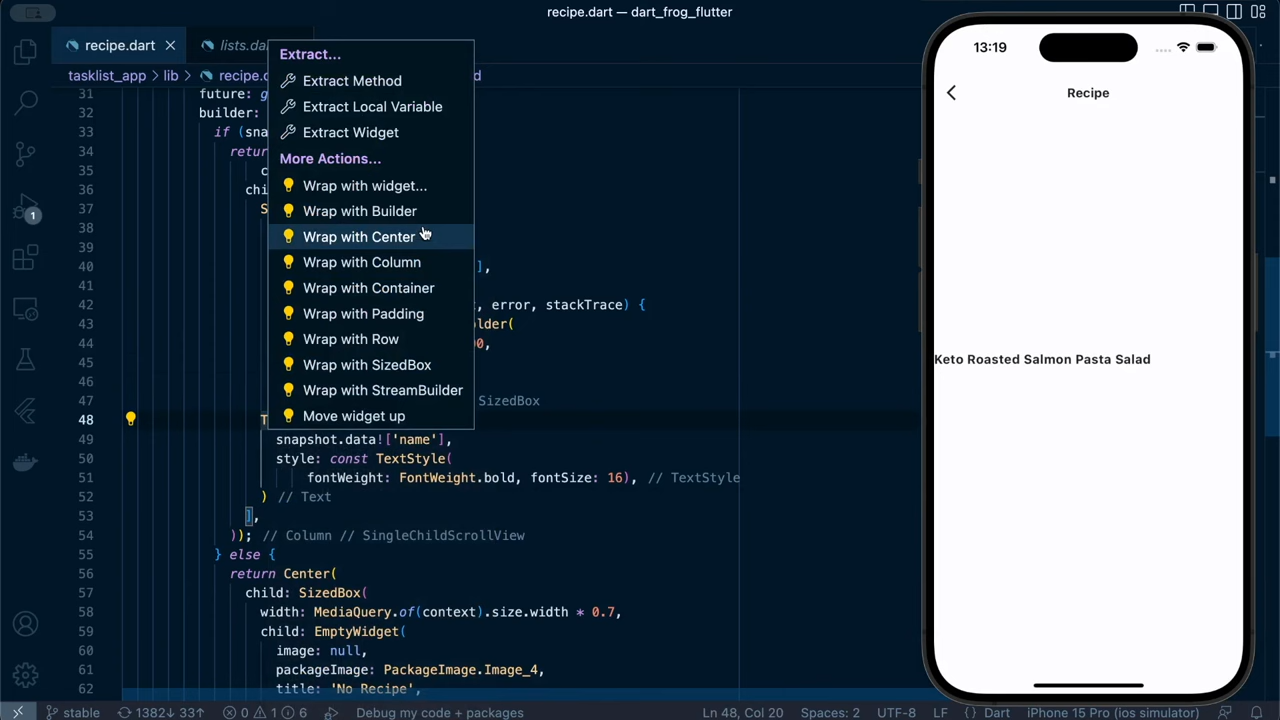 recipe.dart — dart_frog_flutter
recipe.dart
lists.da
tasklist_app > lib > recipe.d
d
31 future: g
32 builder:
33 if (sna
34 return
35 c
36 chi
37 S
38
39
40 ],
41
42 , error, stackTrace) {
43 lder(
44 00,
45
46
47 SizedBox
48 T
49 snapshot.data!['name'],
50 style: const TextStyle(
51 fontWeight: FontWeight.bold, fontSize: 16), // TextStyle
52 ) // Text
53 ],
54 )); // Column // SingleChildScrollView
55 } else {
56 return Center(
57 child: SizedBox(
58 width: MediaQuery.of(context).size.width * 0.7,
59 child: EmptyWidget(
60 image: null,
61 packageImage: PackageImage.Image_4,
62 title: 'No Recipe',
Extract...
Extract Method
Extract Local Variable
Extract Widget
More Actions...
Wrap with widget...
Wrap with Builder
Wrap with Center
Wrap with Column
Wrap with Container
Wrap with Padding
Wrap with Row
Wrap with SizedBox
Wrap with StreamBuilder
Move widget up
1
13:19
Recipe
Keto Roasted Salmon Pasta Salad
stable 1382↓ 33↑ 0 1 6 Debug my code + packages Ln 48, Col 20 Spaces: 2 UTF-8 LF {} Dart iPhone 15 Pro (ios simulator)